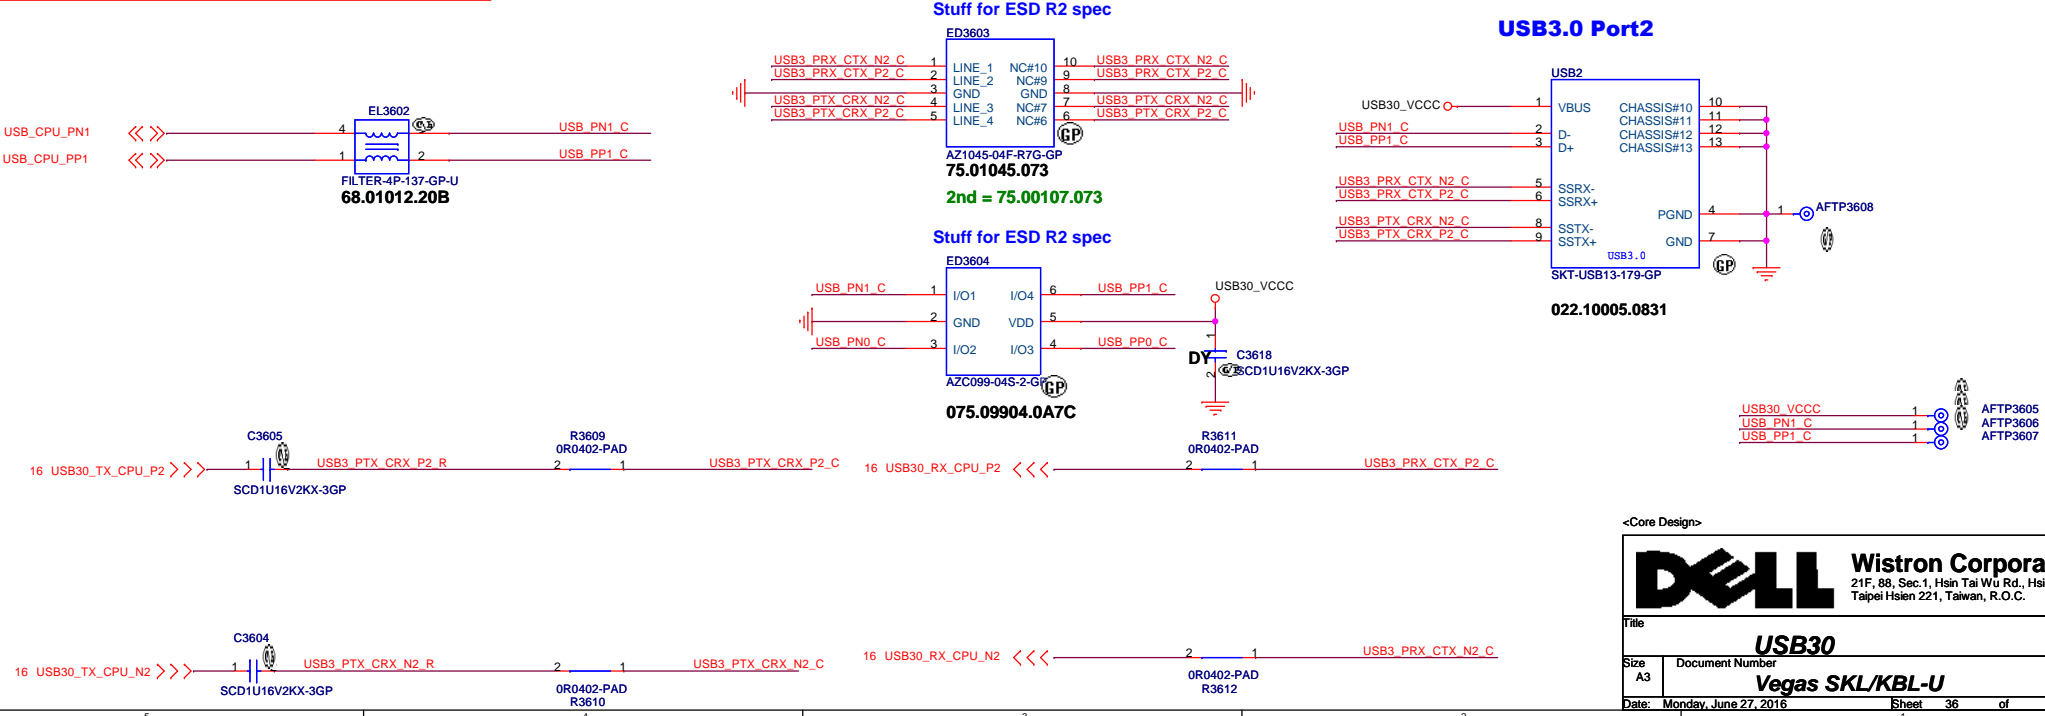 Stuff for ESD R2 spec
ED3603
USB3_PRX_CTX_N2_C 1 LINE_1 NC#10 10 USB3_PRX_CTX_N2_C
USB3_PRX_CTX_P2_C 2 LINE_2 NC#9 9 USB3_PRX_CTX_P2_C
3 GND GND 8
USB3_PTX_CRX_N2_C 4 LINE_3 NC#7 7 USB3_PTX_CRX_N2_C
USB3_PTX_CRX_P2_C 5 LINE_4 NC#6 6 USB3_PTX_CRX_P2_C
GP
AZ1045-04F-R7G-GP
75.01045.073
2nd = 75.00107.073
EL3602
USB_CPU_PN1 4 3 USB_PN1_C
USB_CPU_PP1 1 2 USB_PP1_C
FILTER-4P-137-GP-U
68.01012.20B
USB3.0 Port2
USB2
USB30_VCCC 1 VBUS CHASSIS#10 10
CHASSIS#11 11
USB_PN1_C 2 D- CHASSIS#12 12
USB_PP1_C 3 D+ CHASSIS#13 13
USB3_PRX_CTX_N2_C 5 SSRX-
USB3_PRX_CTX_P2_C 6 SSRX+
PGND 4 1 AFTP3608
USB3_PTX_CRX_N2_C 8 SSTX-
USB3_PTX_CRX_P2_C 9 SSTX+ GND 7
USB3.0
GP
SKT-USB13-179-GP
022.10005.0831
Stuff for ESD R2 spec
ED3604
USB_PN1_C 1 I/O1 I/O4 6 USB_PP1_C
2 GND VDD 5
USB_PN0_C 3 I/O2 I/O3 4 USB_PP0_C
AZC099-04S-2-GP
GP
075.09904.0A7C
USB30_VCCC
1
DY C3618
2 SCD1U16V2KX-3GP
USB30_VCCC 1 AFTP3605
USB_PN1_C 1 AFTP3606
USB_PP1_C 1 AFTP3607
C3605
16 USB30_TX_CPU_P2 1 USB3_PTX_CRX_P2_R 2 1 USB3_PTX_CRX_P2_C
SCD1U16V2KX-3GP
R3609
0R0402-PAD
R3611
0R0402-PAD
16 USB30_RX_CPU_P2 2 1 USB3_PRX_CTX_P2_C
C3604
16 USB30_TX_CPU_N2 1 USB3_PTX_CRX_N2_R 2 1 USB3_PTX_CRX_N2_C
SCD1U16V2KX-3GP
0R0402-PAD
R3610
16 USB30_RX_CPU_N2 2 1 USB3_PRX_CTX_N2_C
0R0402-PAD
R3612
<Core Design>
DELL
Wistron Corpora
21F, 88, Sec.1, Hsin Tai Wu Rd., Hsi
Taipei Hsien 221, Taiwan, R.O.C.
Title
USB30
Size Document Number
A3 Vegas SKL/KBL-U
Date: Monday, June 27, 2016 Sheet 36 of